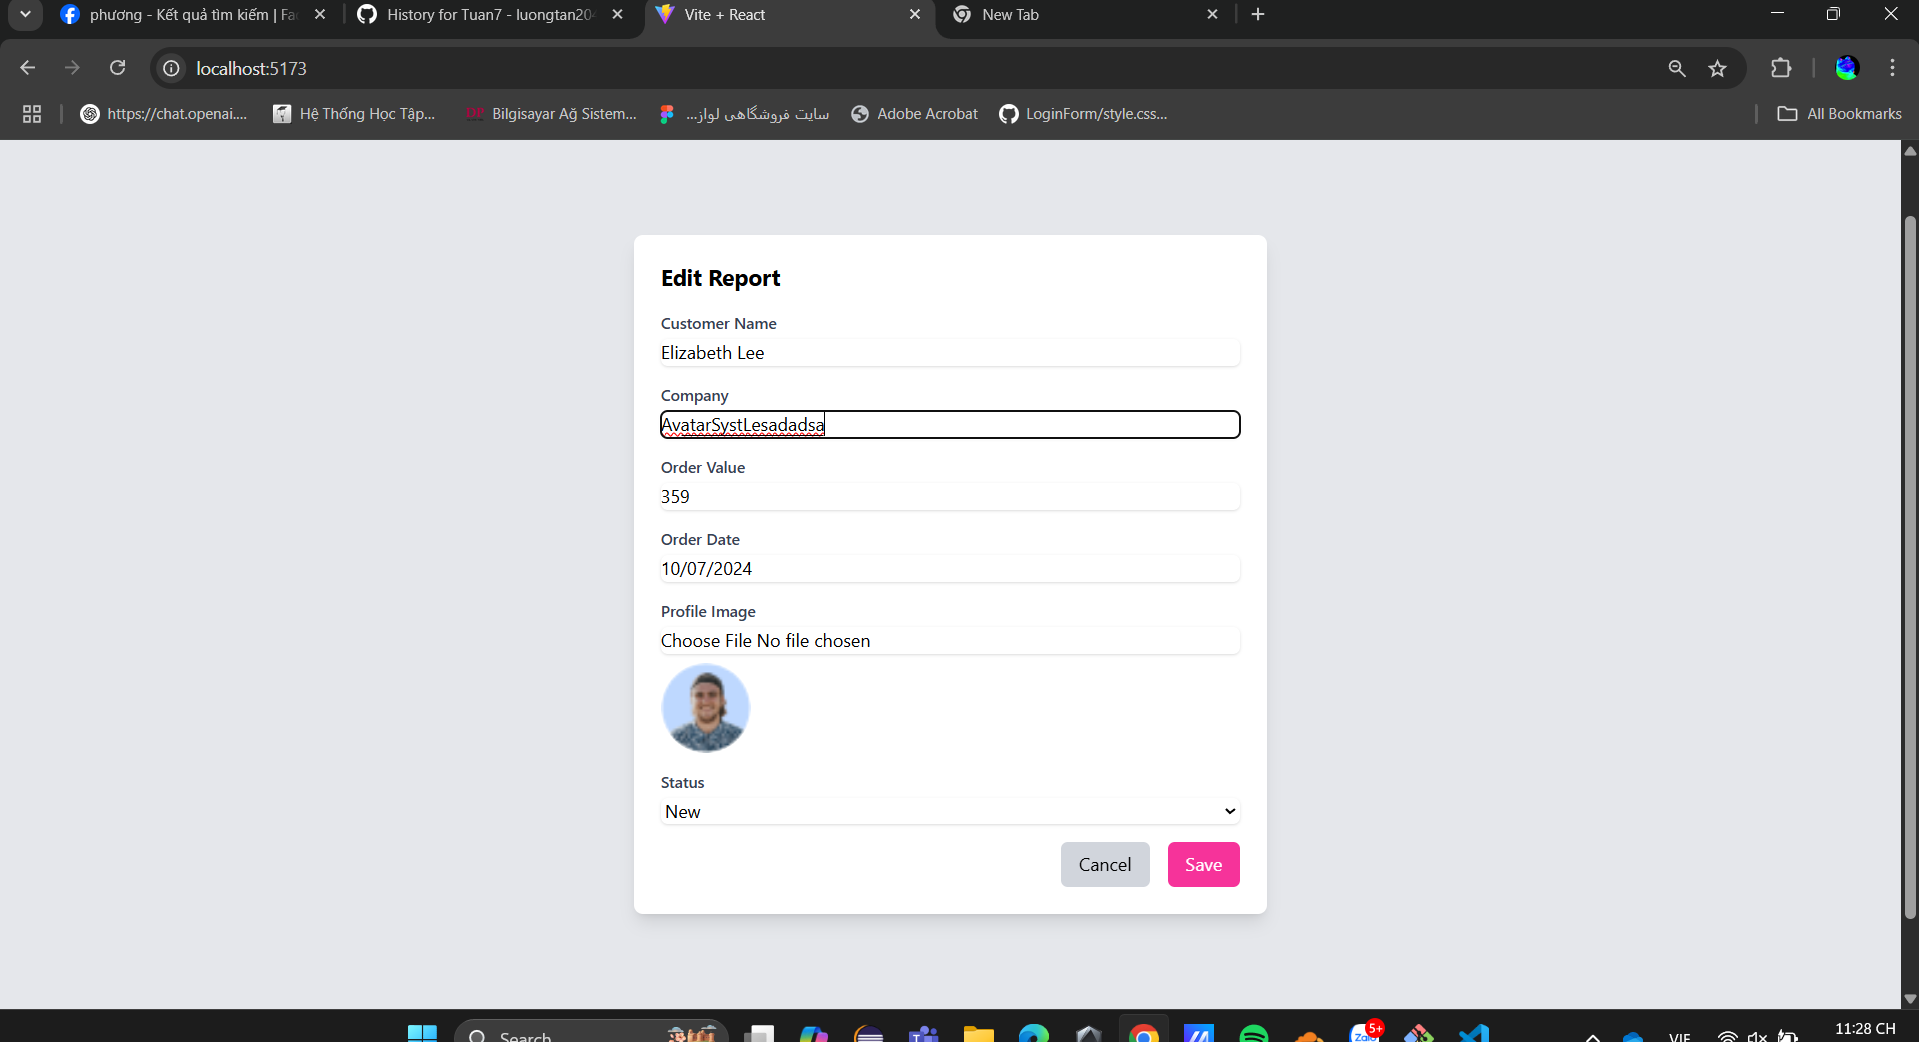 phương - Kết quả tìm kiếm | Fac
History for Tuan7 - luongtan204
Vite + React
New Tab
localhost:5173
https://chat.openai....
Hệ Thống Học Tập...
Bilgisayar Ağ Sistem...
سایت فروشگاهی لواز...
Adobe Acrobat
LoginForm/style.css...
All Bookmarks
Edit Report
Customer Name
Elizabeth Lee
Company
AvatarSystLesadadsa
Order Value
359
Order Date
10/07/2024
Profile Image
Choose File No file chosen
Status
New
Cancel
Save
Search
Zalo
5+
VIE
11:28 CH